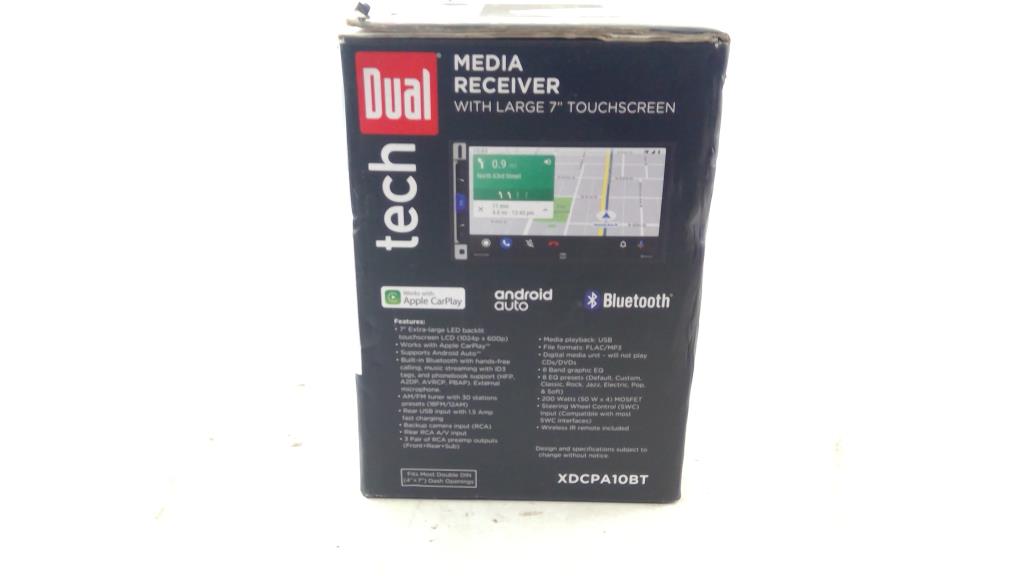 Dual
tech
MEDIA
RECEIVER
WITH LARGE 7" TOUCHSCREEN
0.9 mi
North 63rd Street
11 min
Works with
Apple CarPlay
android
auto
Bluetooth®
Features:
• 7" Extra-large LED backlit
touchscreen LCD (1024p x 600p)
• Works with Apple CarPlay™
• Supports Android Auto™
• Built-in Bluetooth with hands-free
calling, music streaming with ID3
tags, and phonebook support (HFP,
A2DP, AVRCP, PBAP). External
microphone.
• AM/FM tuner with 30 stations
presets (18FM/12AM)
• Rear USB input with 1.5 Amp
fast charging
• Backup camera input (RCA)
• Rear RCA A/V input
• 3 Pair of RCA preamp outputs
(Front+Rear+Sub)
• Media playback: USB
• File formats: FLAC/MP3
• Digital media unit - will not play
CDs/DVDs
• 8 Band graphic EQ
• 8 EQ presets (Default, Custom,
Classic, Rock, Jazz, Electric, Pop,
& Soft)
• 200 Watts (50 W x 4) MOSFET
• Steering Wheel Control (SWC)
input (Compatible with most
SWC interfaces)
• Wireless IR remote included
Design and specifications subject to
change without notice.
Fits Most Double DIN
(4" x 7") Dash Openings
XDCPA10BT